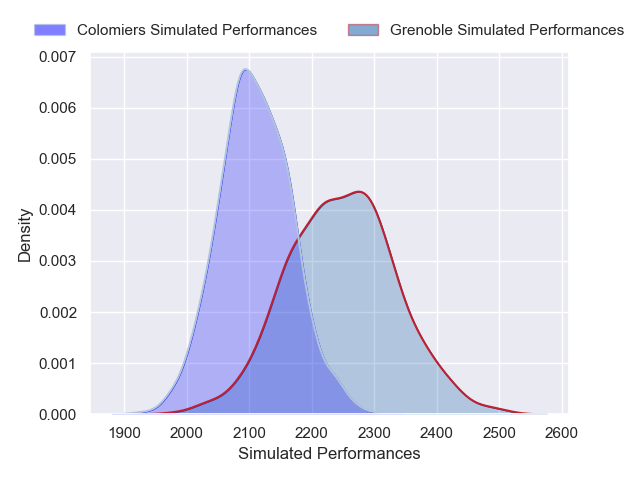 Colomiers Simulated Performances Grenoble Simulated Performances
0.007
0.006
0.005
0.004
0.003
0.002
0.001
0.000
Density
1900 2000 2100 2200 2300 2400 2500 2600
Simulated Performances